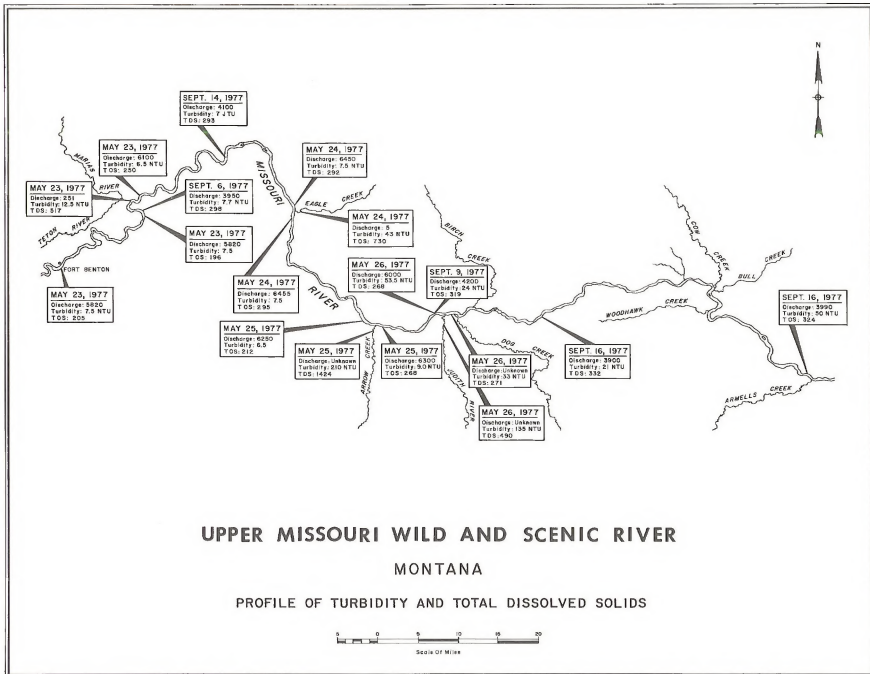 N
SEPT. 14, 1977
Discharge: 4100
Turbidity: 7 JTU
TDS: 293
MAY 23, 1977
Discharge: 6100
Turbidity: 6.5 NTU
TDS: 250
MAY 24, 1977
Discharge: 6450
Turbidity: 7.5 NTU
TDS: 292
MARIAS
RIVER
MISSOURI
MAY 23, 1977
Discharge: 251
Turbidity: 12.5 NTU
TDS: 517
SEPT. 6, 1977
Discharge: 3950
Turbidity: 7.7 NTU
TDS: 298
EAGLE CREEK
TETON RIVER
MAY 24, 1977
Discharge: 5
Turbidity: 43 NTU
TDS: 730
BIRCH
CREEK
COW
CREEK
MAY 23, 1977
Discharge: 5820
Turbidity: 7.5
TDS: 196
FORT BENTON
BULL CREEK
MAY 26, 1977
Discharge: 6000
Turbidity: 53.5 NTU
TDS: 268
SEPT. 9, 1977
Discharge: 4200
Turbidity: 24 NTU
TDS: 319
MAY 24, 1977
Discharge: 6455
Turbidity: 7.5
TDS: 295
RIVER
MAY 23, 1977
Discharge: 5820
Turbidity: 7.5 NTU
TDS: 205
SEPT. 16, 1977
Discharge: 3990
Turbidity: 50 NTU
TDS: 324
WOODHAWK CREEK
MAY 25, 1977
Discharge: 6250
Turbidity: 6.5
TDS: 212
MAY 25, 1977
Discharge: Unknown
Turbidity: 210 NTU
TDS: 1424
ARROW CREEK
MAY 25, 1977
Discharge: 6300
Turbidity: 9.0 NTU
TDS: 268
JUDITH
RIVER
DOG
CREEK
MAY 26, 1977
Discharge: Unknown
Turbidity: 33 NTU
TDS: 271
SEPT. 16, 1977
Discharge: 3900
Turbidity: 21 NTU
TDS: 332
ARMELLS CREEK
MAY 26, 1977
Discharge: Unknown
Turbidity: 135 NTU
TDS: 490
UPPER MISSOURI WILD AND SCENIC RIVER
MONTANA
PROFILE OF TURBIDITY AND TOTAL DISSOLVED SOLIDS
5 0 5 10 15 20
Scale Of Miles